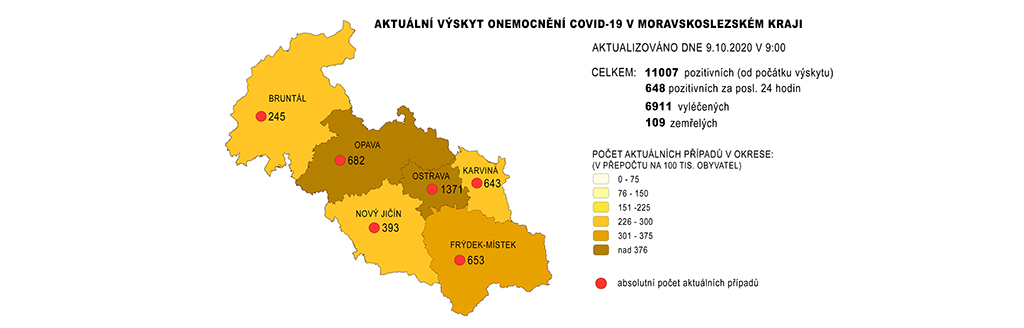 AKTUÁLNÍ VÝSKYT ONEMOCNĚNÍ COVID-19 V MORAVSKOSLEZSKÉM KRAJI
AKTUALIZOVÁNO DNE 9.10.2020 V 9:00
CELKEM: 11007 pozitivních (od počátku výskytu)
648 pozitivních za posl. 24 hodin
6911 vyléčených
109 zemřelých
BRUNTÁL
245
OPAVA
682
OSTRAVA
1371
KARVINÁ
643
NOVÝ JIČÍN
393
FRÝDEK-MÍSTEK
653
POČET AKTUÁLNÍCH PŘÍPADŮ V OKRESE:
(V PŘEPOČTU NA 100 TIS. OBYVATEL)
0 - 75
76 - 150
151 -225
226 - 300
301 - 375
nad 376
absolutní počet aktuálních případů